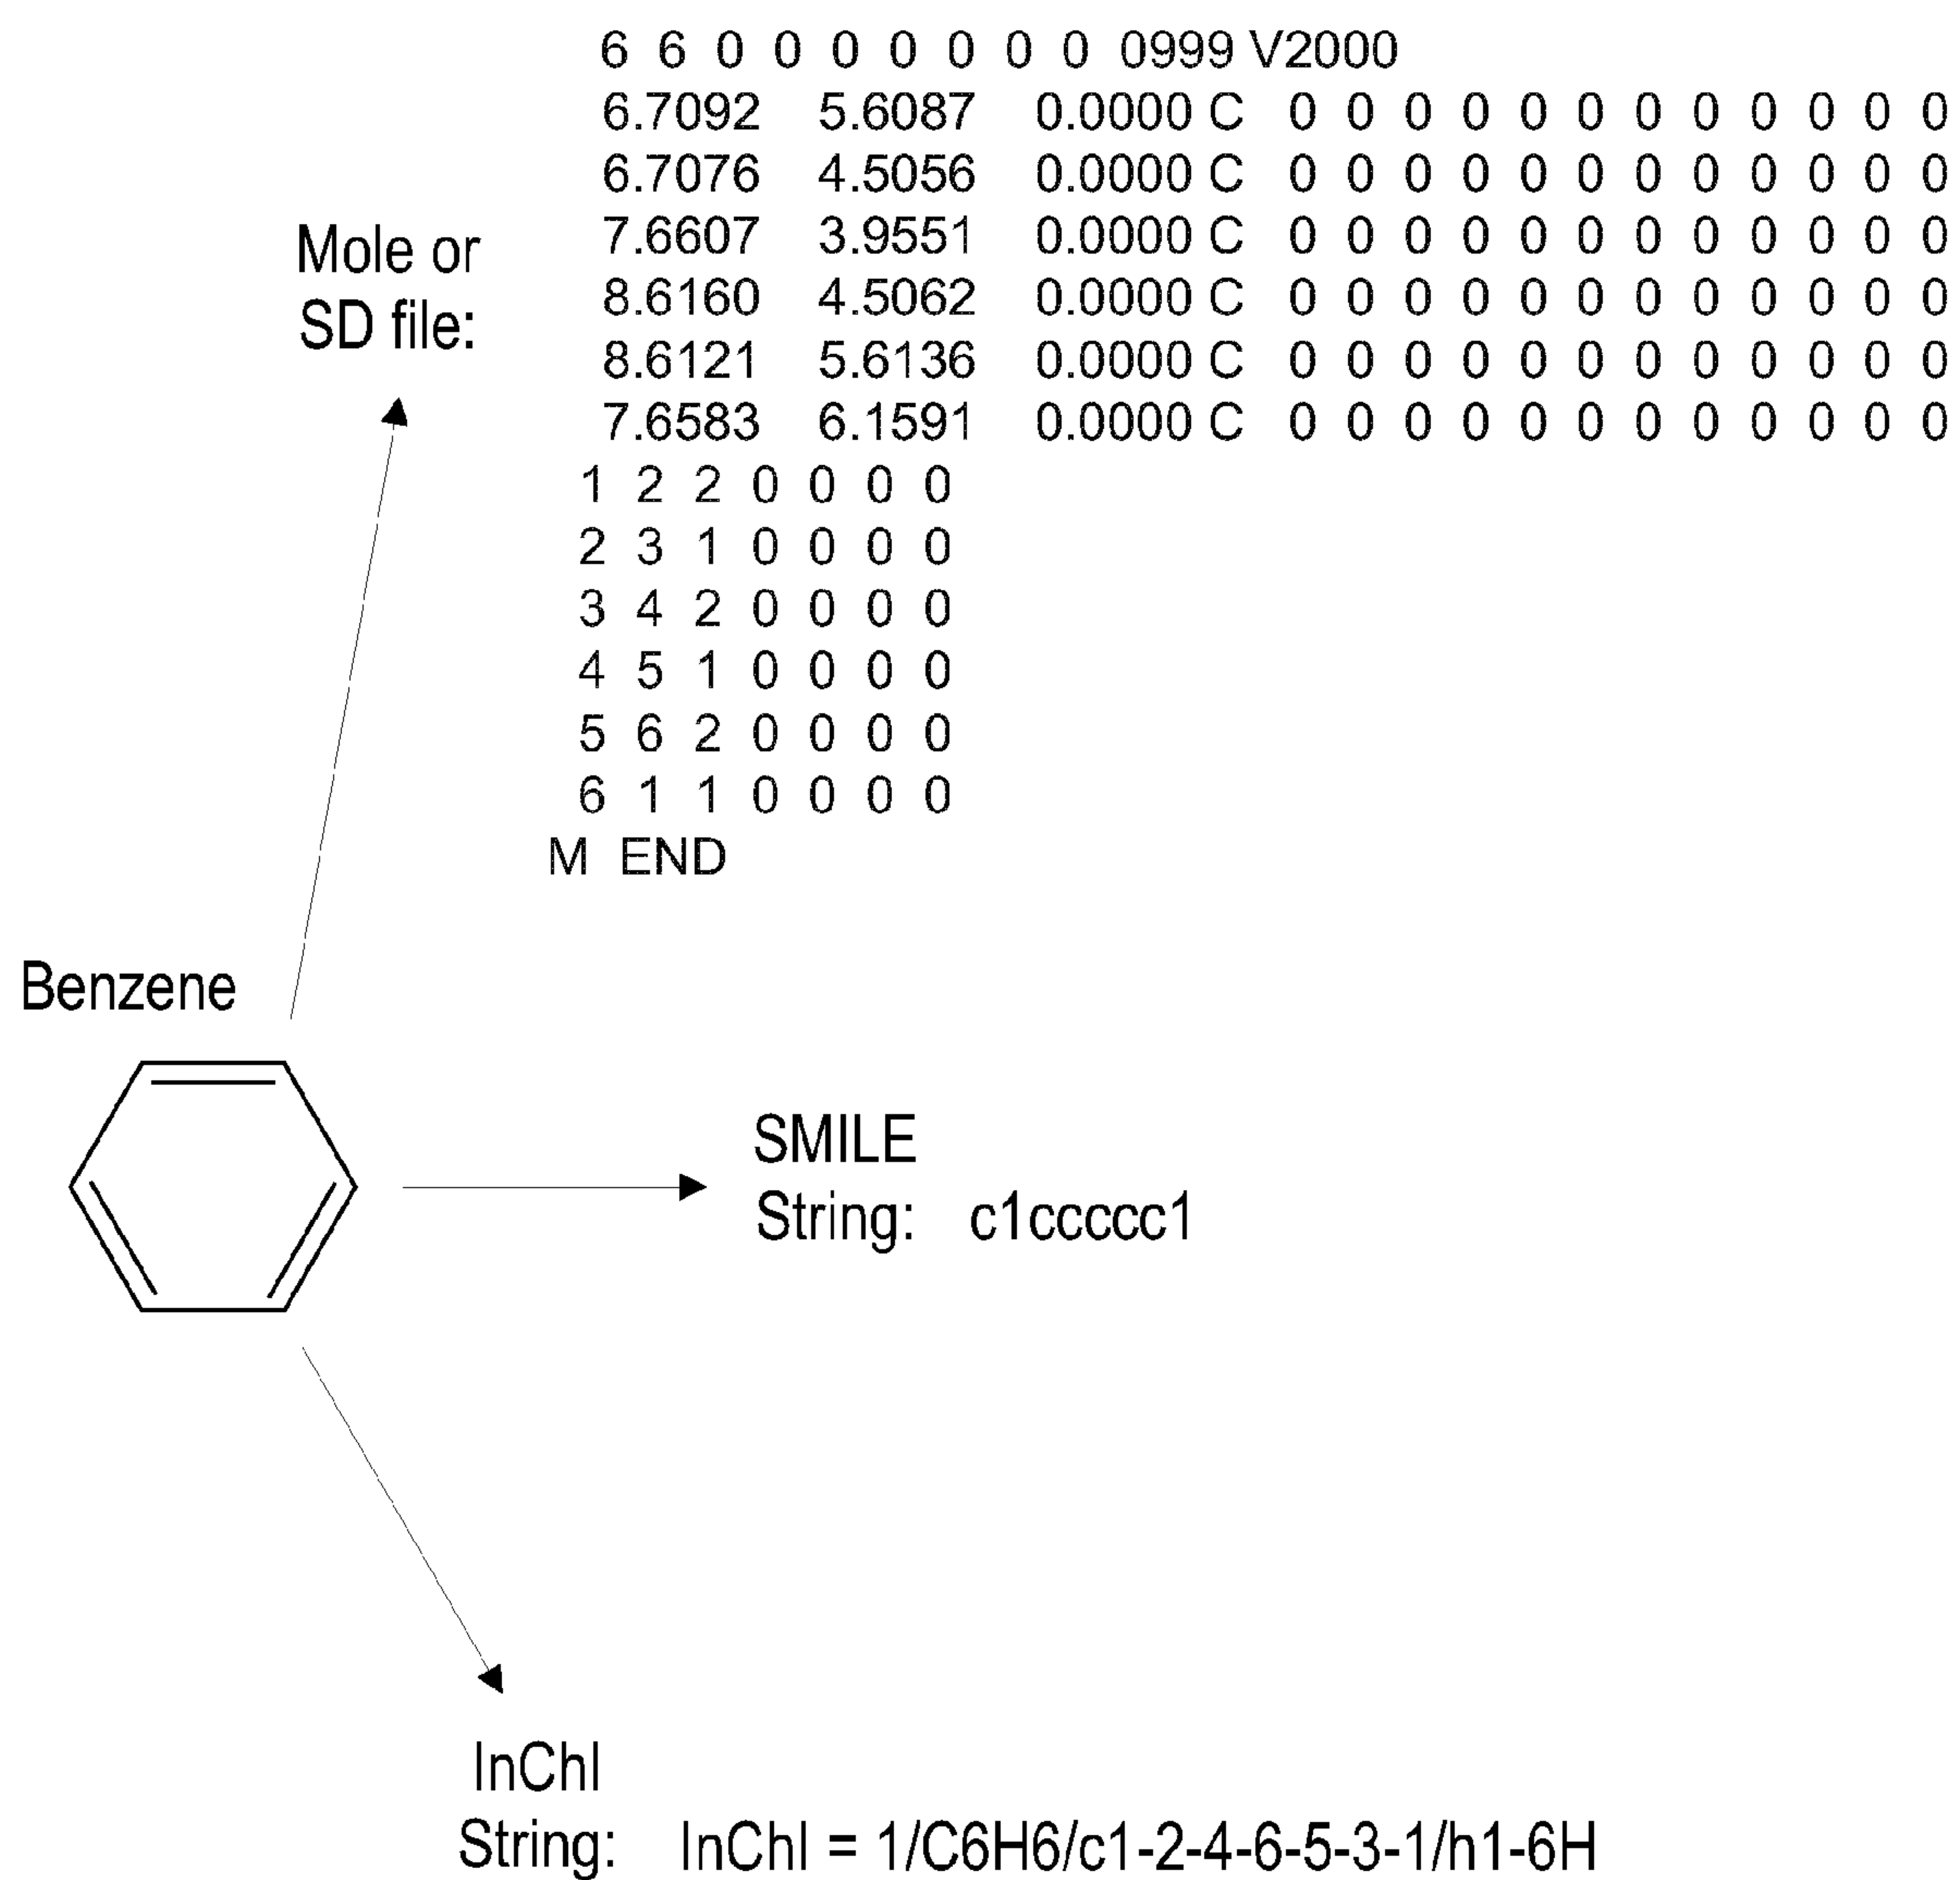 6 6 0 0 0 0 0 0 0 0999 V2000
6.7092 5.6087 0.0000 C 0 0 0 0 0 0 0 0 0 0 0 0
6.7076 4.5056 0.0000 C 0 0 0 0 0 0 0 0 0 0 0 0
7.6607 3.9551 0.0000 C 0 0 0 0 0 0 0 0 0 0 0 0
8.6160 4.5062 0.0000 C 0 0 0 0 0 0 0 0 0 0 0 0
8.6121 5.6136 0.0000 C 0 0 0 0 0 0 0 0 0 0 0 0
7.6583 6.1591 0.0000 C 0 0 0 0 0 0 0 0 0 0 0 0
1 2 2 0 0 0 0
2 3 1 0 0 0 0
3 4 2 0 0 0 0
4 5 1 0 0 0 0
5 6 2 0 0 0 0
6 1 1 0 0 0 0
M END
Mole or
SD file:
Benzene
SMILE
String: c1ccccc1
InChI
String: InChI = 1/C6H6/c1-2-4-6-5-3-1/h1-6H